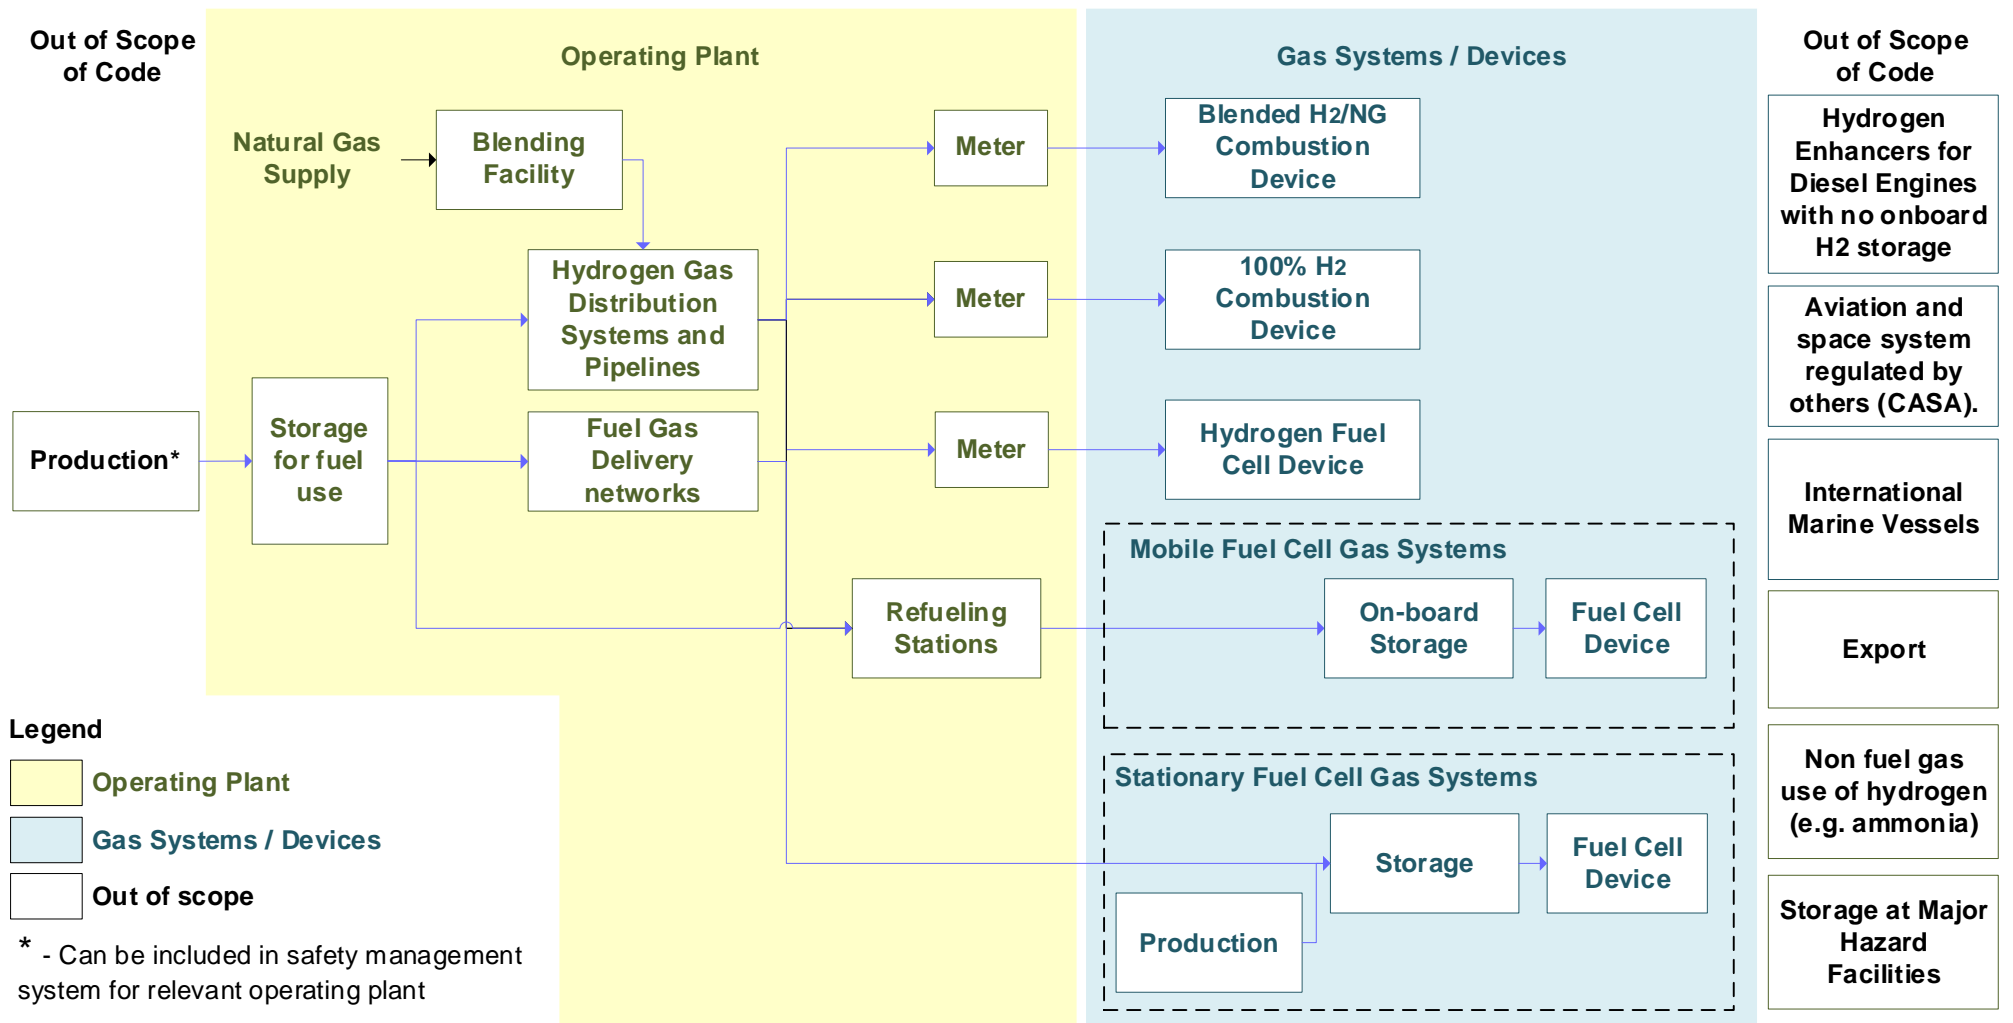 Out of Scope
of Code
Operating Plant
Gas Systems / Devices
Out of Scope
of Code
Natural Gas
Supply
Blending
Facility
Meter
Blended H2/NG
Combustion
Device
Hydrogen
Enhancers for
Diesel Engines
with no onboard
H2 storage
Hydrogen Gas
Distribution
Systems and
Pipelines
Meter
100% H2
Combustion
Device
Aviation and
space system
regulated by
others (CASA).
Production*
Storage
for fuel
use
Fuel Gas
Delivery
networks
Meter
Hydrogen Fuel
Cell Device
International
Marine Vessels
Mobile Fuel Cell Gas Systems
Refueling
Stations
On-board
Storage
Fuel Cell
Device
Export
Legend
Operating Plant
Gas Systems / Devices
Out of scope
* - Can be included in safety management
system for relevant operating plant
Stationary Fuel Cell Gas Systems
Storage
Fuel Cell
Device
Production
Non fuel gas
use of hydrogen
(e.g. ammonia)
Storage at Major
Hazard
Facilities